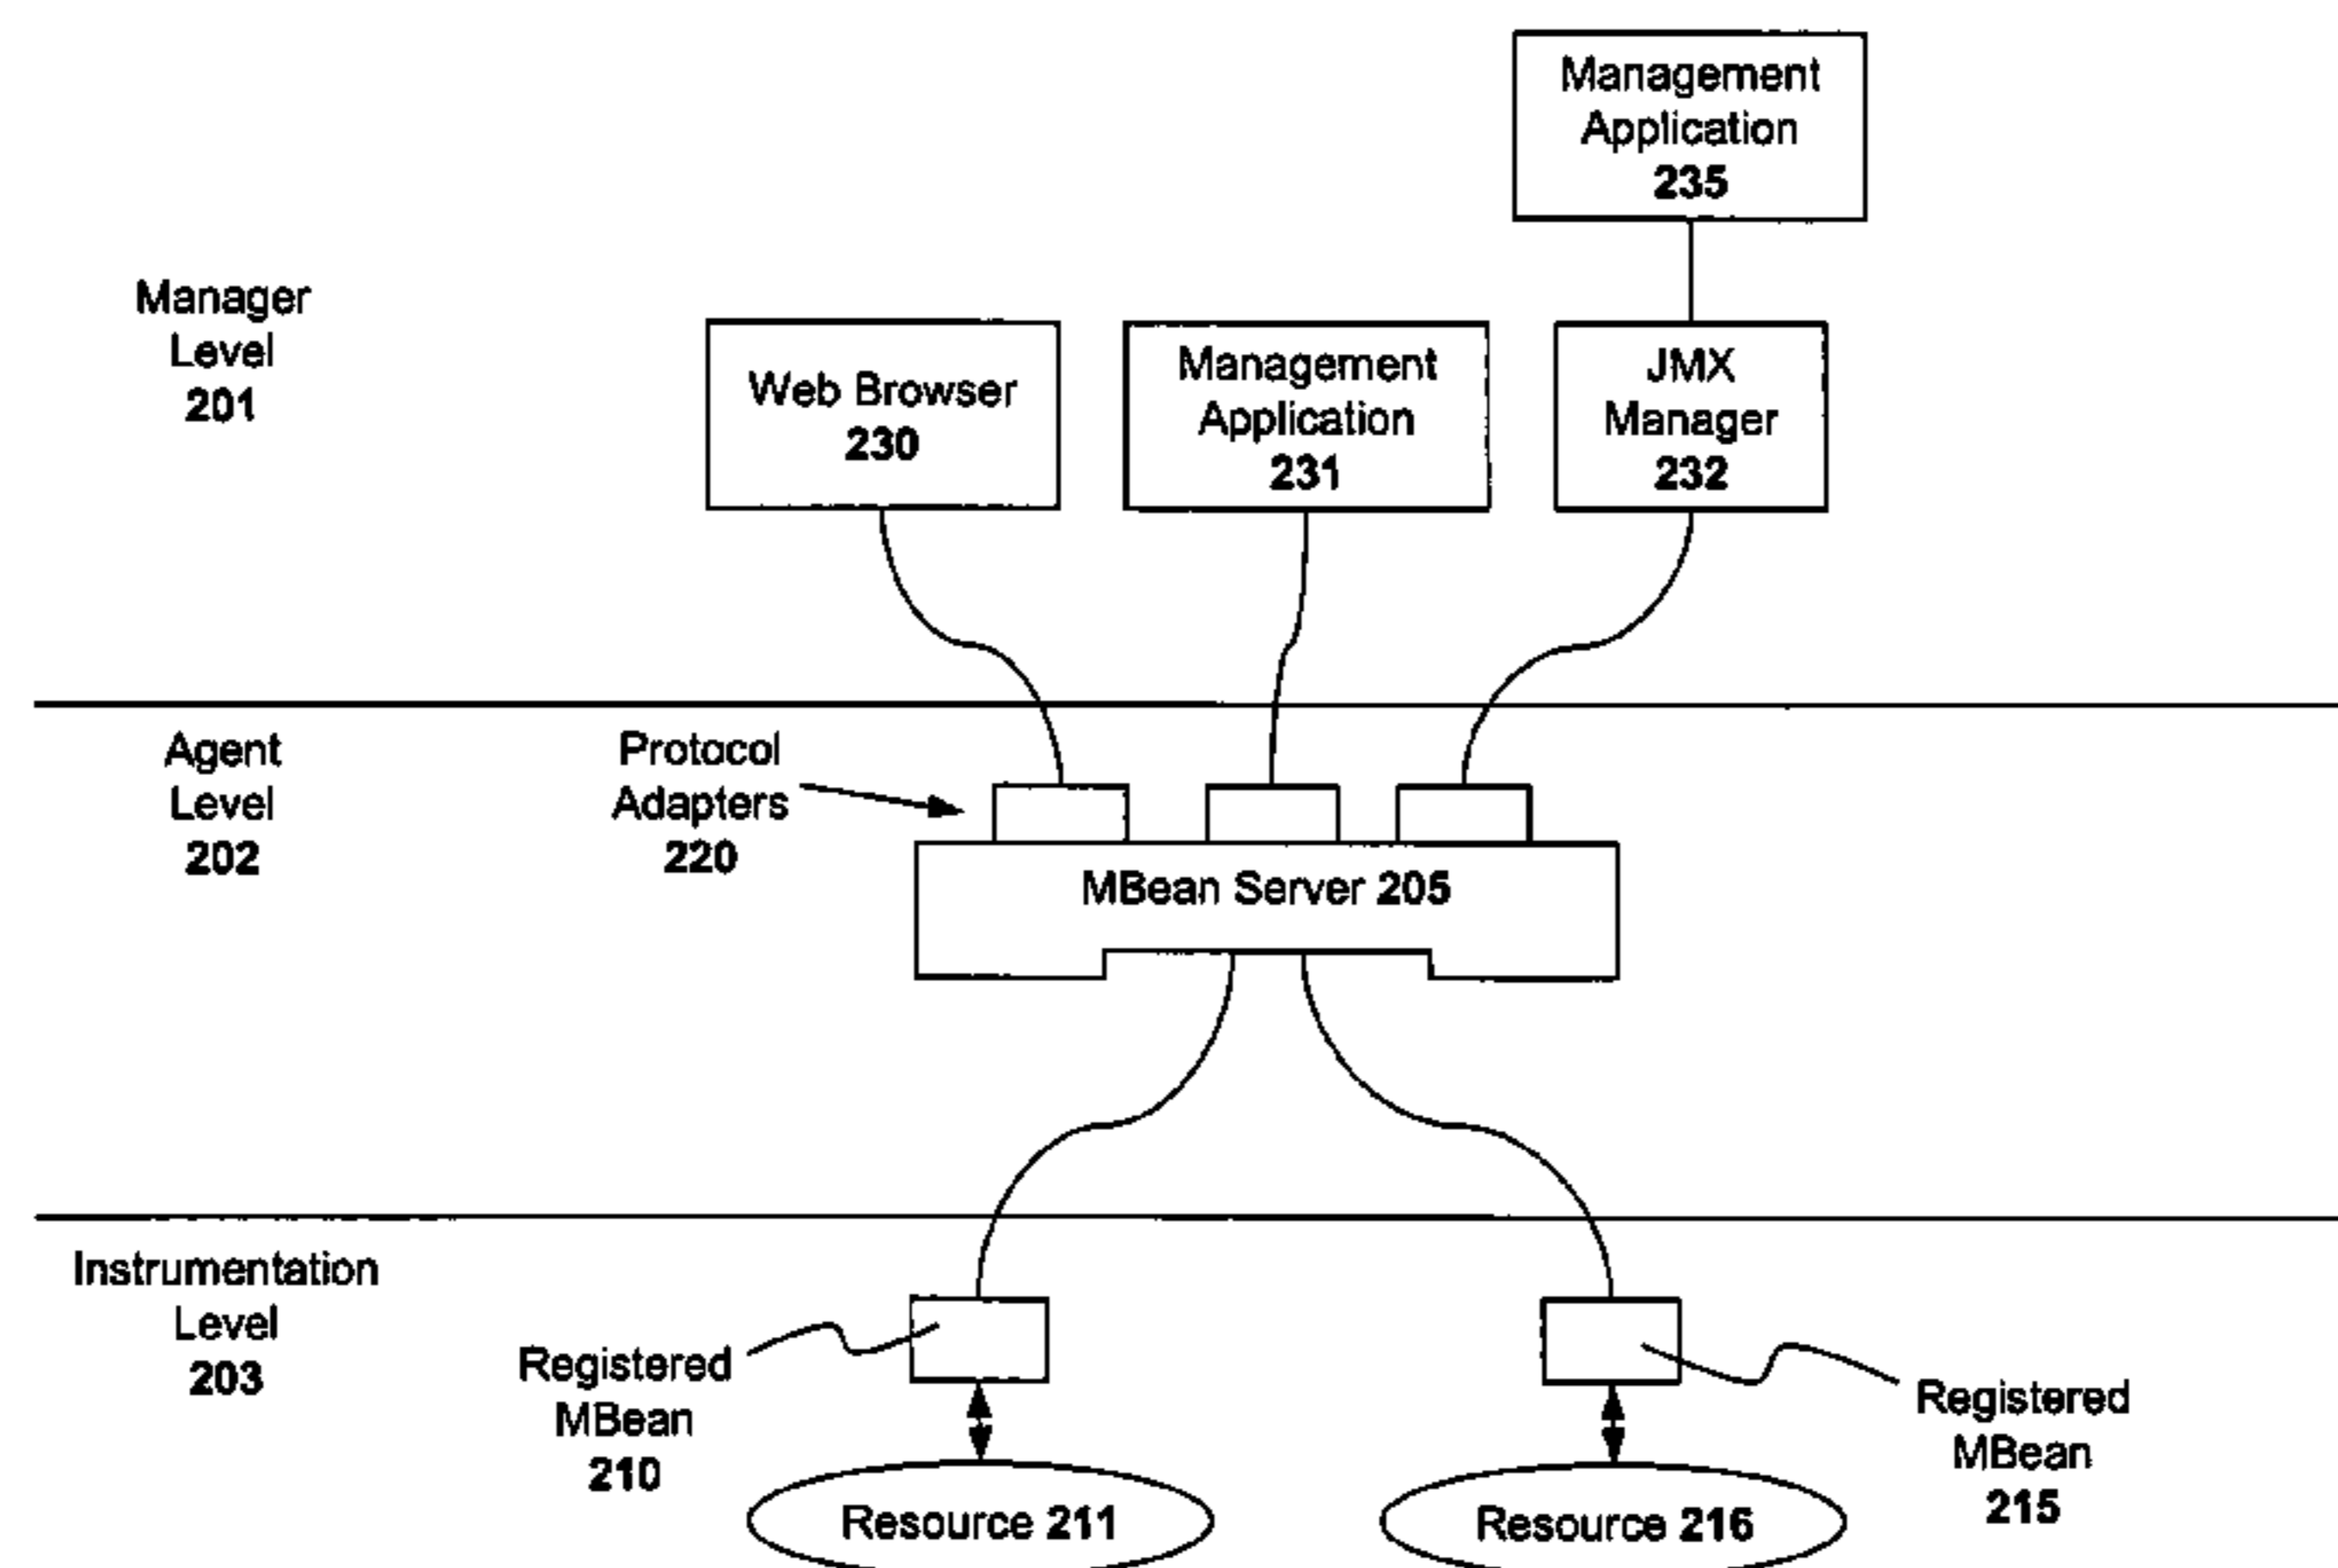 Management
Application
235
Manager
Level
201
Web Browser
230
Management
Application
231
JMX
Manager
232
Agent
Level
202
Protocol
Adapters
220
MBean Server 205
Instrumentation
Level
203
Registered
MBean
210
Registered
MBean
215
Resource 211
Resource 216